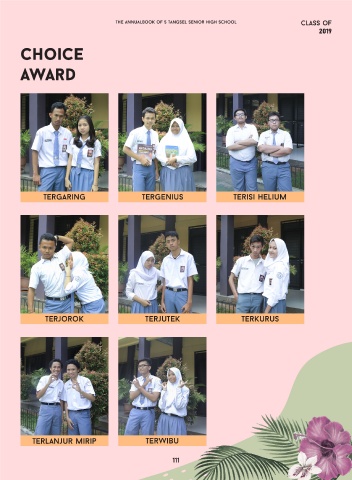 THE ANNUALBOOK OF 5 TANGSEL SENIOR HIGH SCHOOL
CLASS OF
2019
CHOICE
AWARD
TERGARING
TERGENIUS
TERISI HELIUM
TERJOROK
TERJUTEK
TERKURUS
TERLANJUR MIRIP
TERWIBU
111